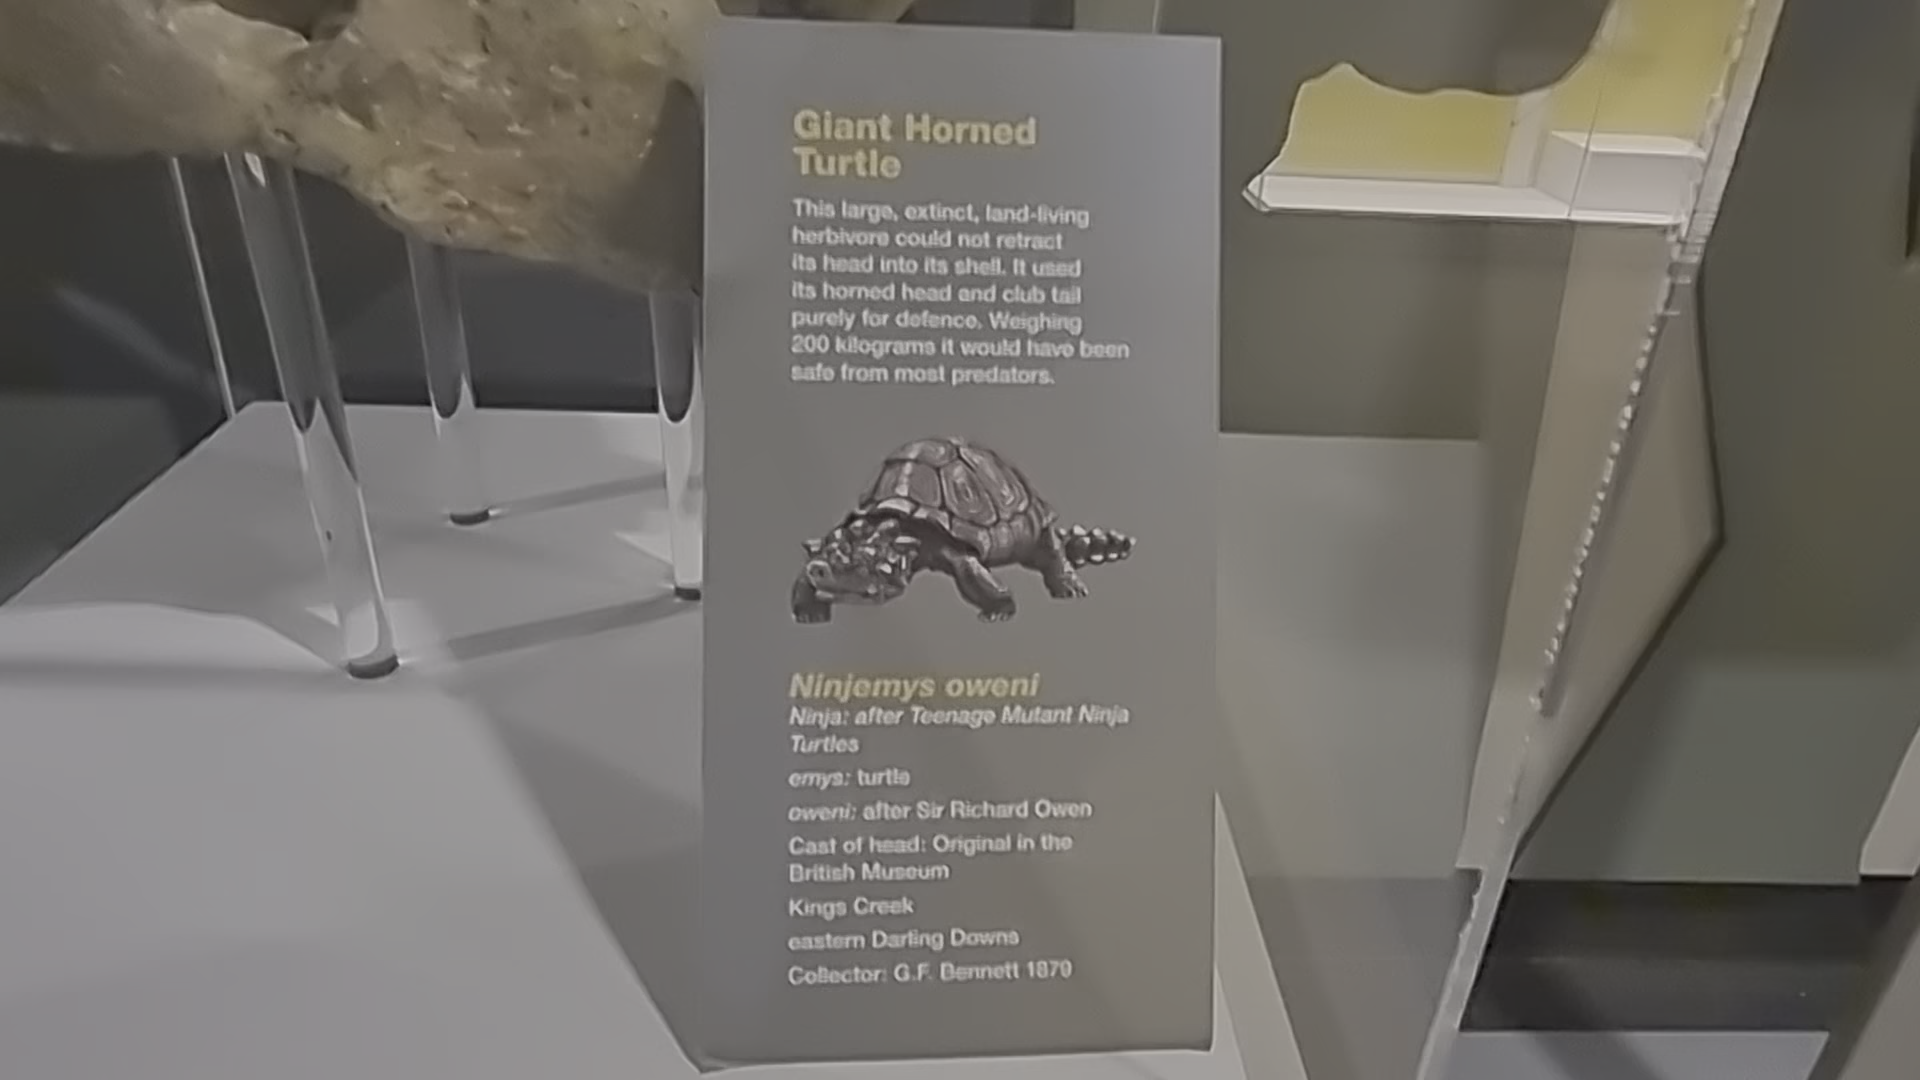 Giant Horned
Turtle
This large, extinct, land-living
herbivore could not retract
its head into its shell. It used
its horned head and club tail
purely for defence. Weighing
200 kilograms it would have been
safe from most predators.
Ninjemys oweni
Ninja: after Teenage Mutant Ninja
Turtles
emys: turtle
oweni: after Sir Richard Owen
Cast of head: Original in the
British Museum
Kings Creek
eastern Darling Downs
Collector: G.F. Bennett 1870